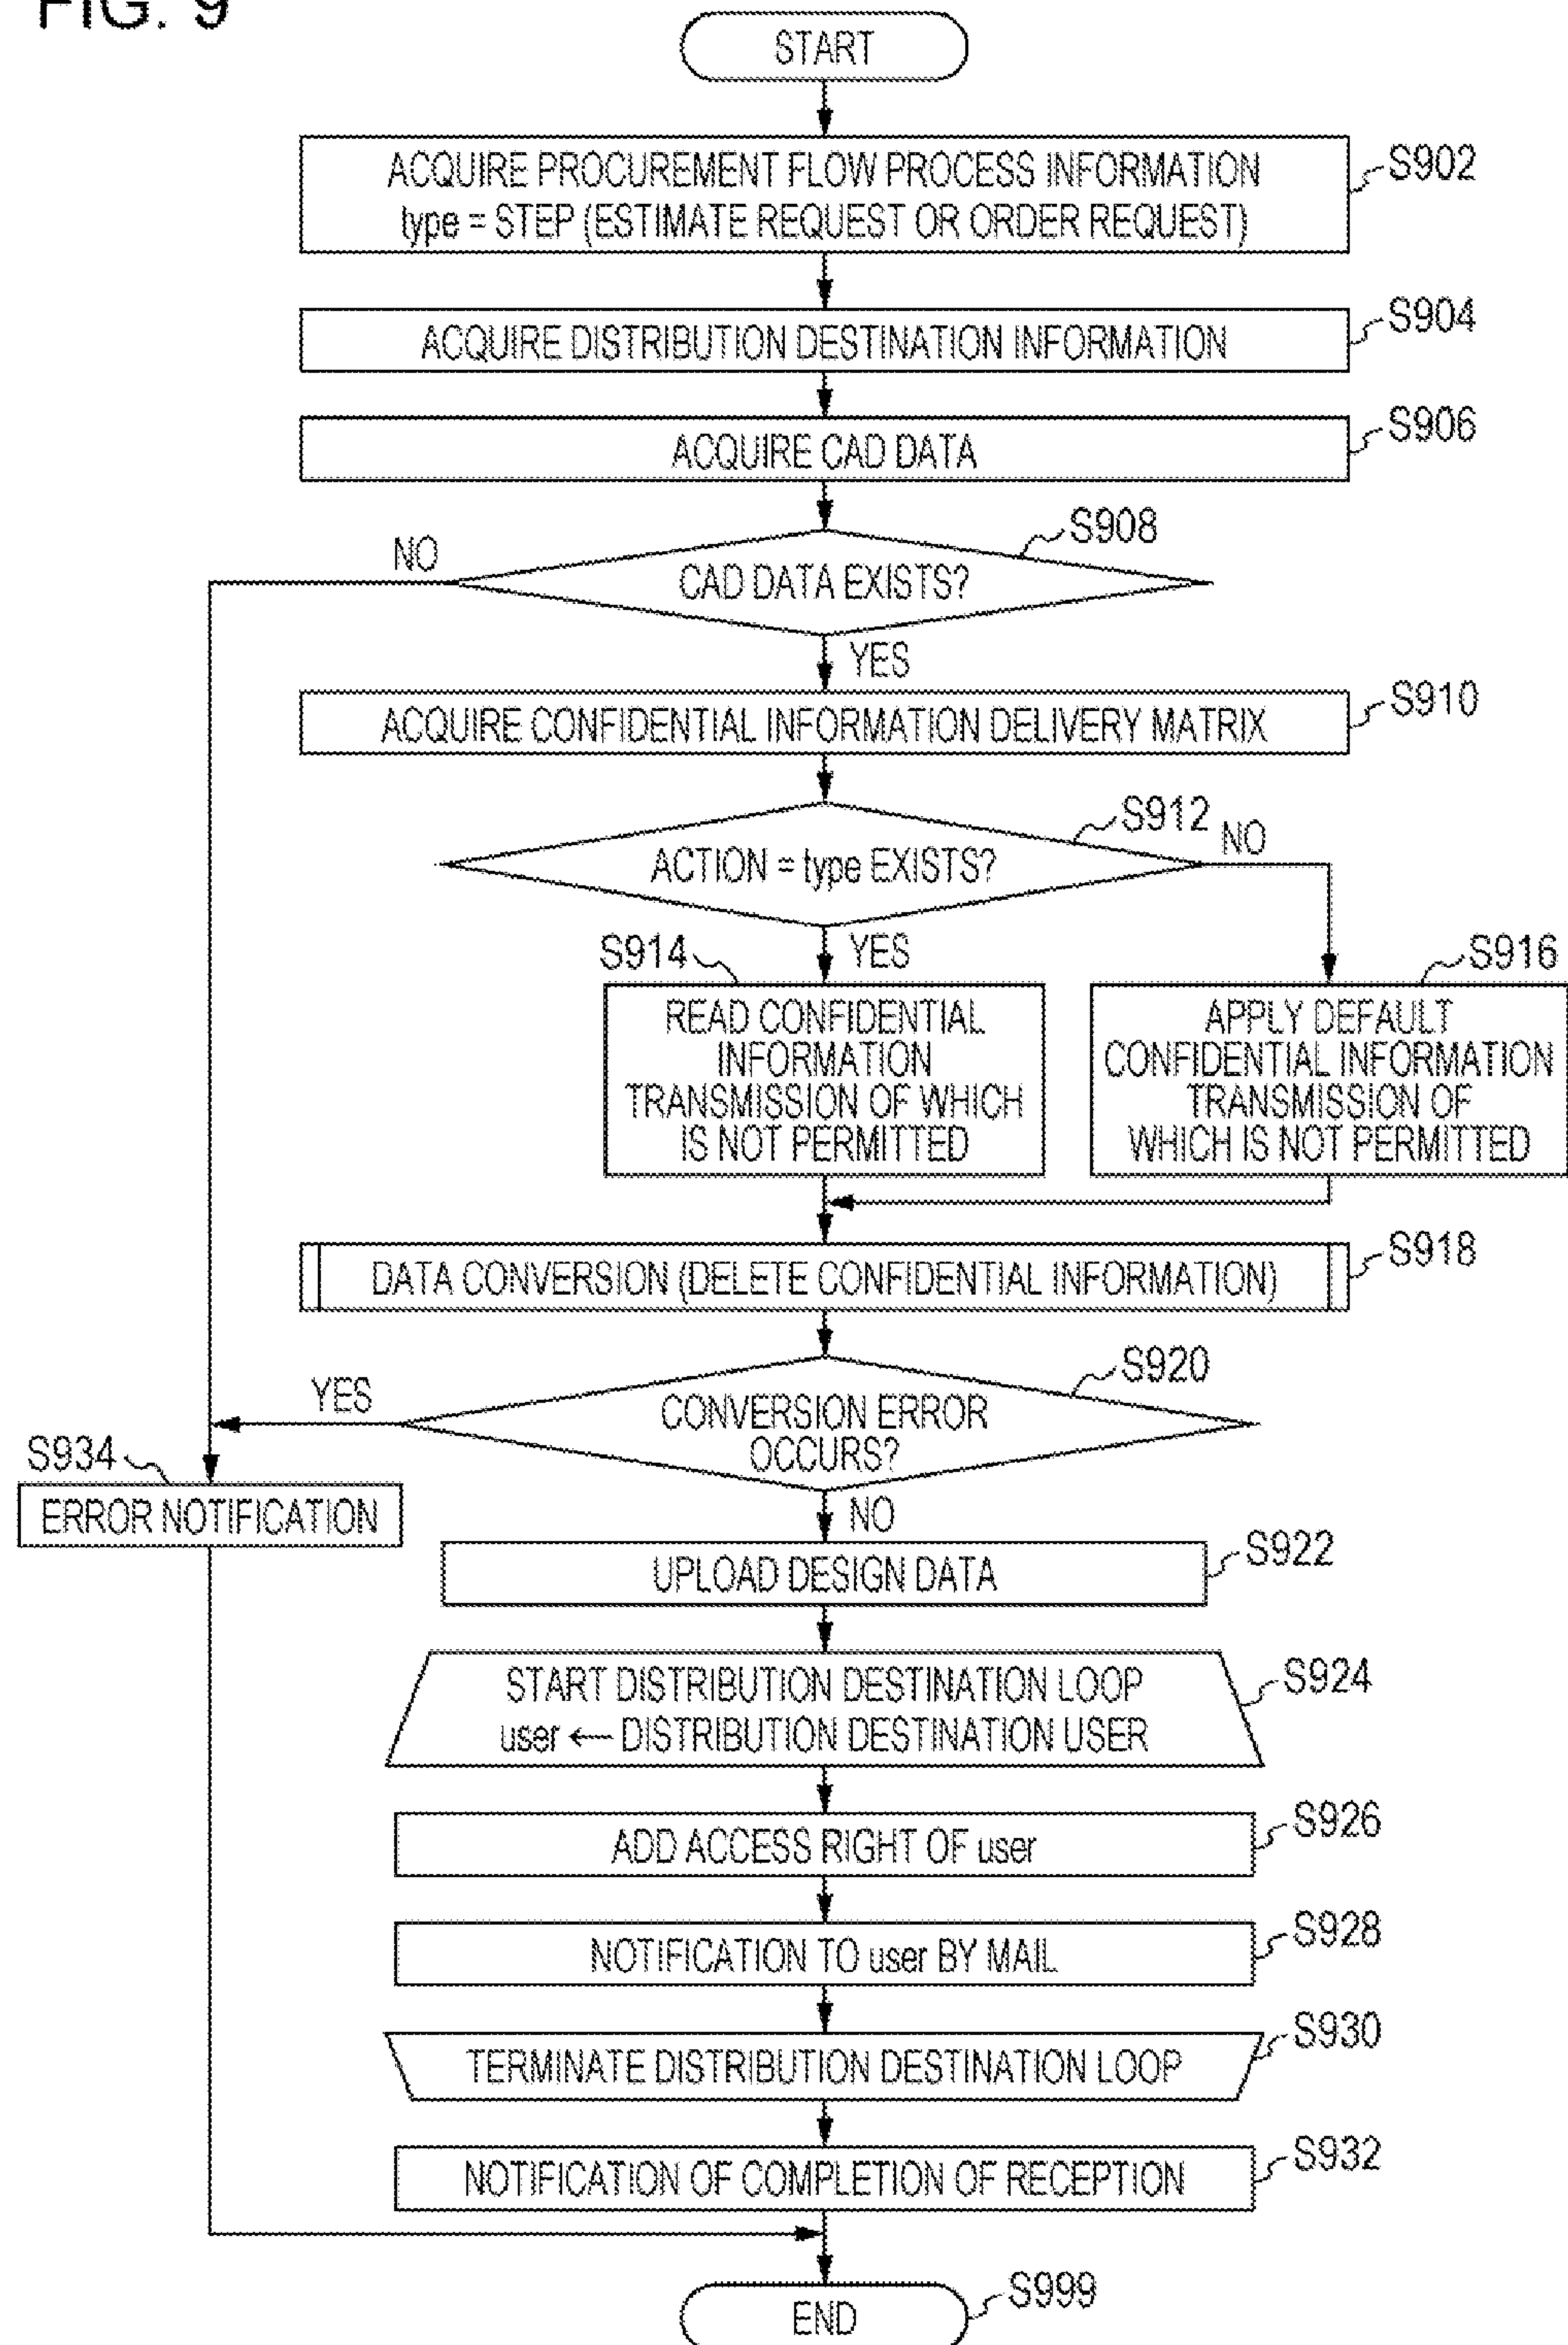 FIG. 9
START
ACQUIRE PROCUREMENT FLOW PROCESS INFORMATION
type = STEP (ESTIMATE REQUEST OR ORDER REQUEST)
S902
ACQUIRE DISTRIBUTION DESTINATION INFORMATION
S904
ACQUIRE CAD DATA
S906
S908
NO
CAD DATA EXISTS?
YES
ACQUIRE CONFIDENTIAL INFORMATION DELIVERY MATRIX
S910
S912
NO
ACTION = type EXISTS?
YES
S914
READ CONFIDENTIAL
INFORMATION
TRANSMISSION OF WHICH
IS NOT PERMITTED
S916
APPLY DEFAULT
CONFIDENTIAL INFORMATION
TRANSMISSION OF
WHICH IS NOT PERMITTED
DATA CONVERSION (DELETE CONFIDENTIAL INFORMATION)
S918
S920
YES
CONVERSION ERROR
OCCURS?
S934
ERROR NOTIFICATION
NO
UPLOAD DESIGN DATA
S922
START DISTRIBUTION DESTINATION LOOP
user ← DISTRIBUTION DESTINATION USER
S924
ADD ACCESS RIGHT OF user
S926
NOTIFICATION TO user BY MAIL
S928
TERMINATE DISTRIBUTION DESTINATION LOOP
S930
NOTIFICATION OF COMPLETION OF RECEPTION
S932
END
S999